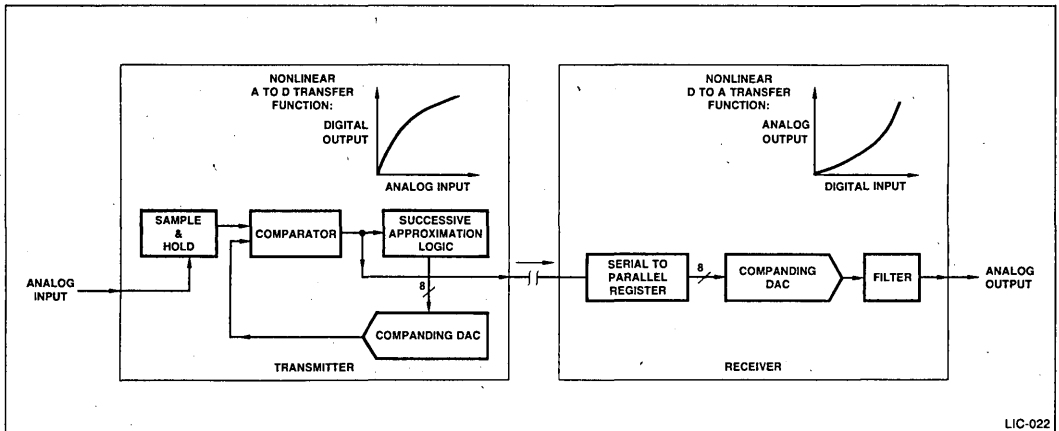 NONLINEAR
A TO D TRANSFER
FUNCTION:
DIGITAL
OUTPUT
ANALOG INPUT
SAMPLE
&
HOLD
COMPARATOR
SUCCESSIVE
APPROXIMATION
LOGIC
ANALOG
INPUT
8
COMPANDING DAC
TRANSMITTER
NONLINEAR
D TO A TRANSFER
FUNCTION:
ANALOG
OUTPUT
DIGITAL INPUT
SERIAL TO
PARALLEL
REGISTER
8
COMPANDING
DAC
FILTER
ANALOG
OUTPUT
RECEIVER
LIC-022